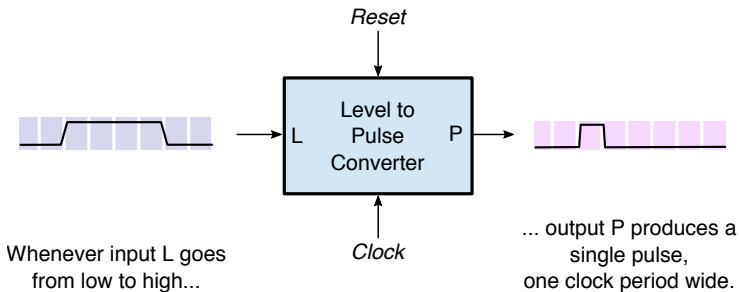 Reset
Level to
Pulse
Converter
L
P
Clock
Whenever input L goes
from low to high...
... output P produces a
single pulse,
one clock period wide.